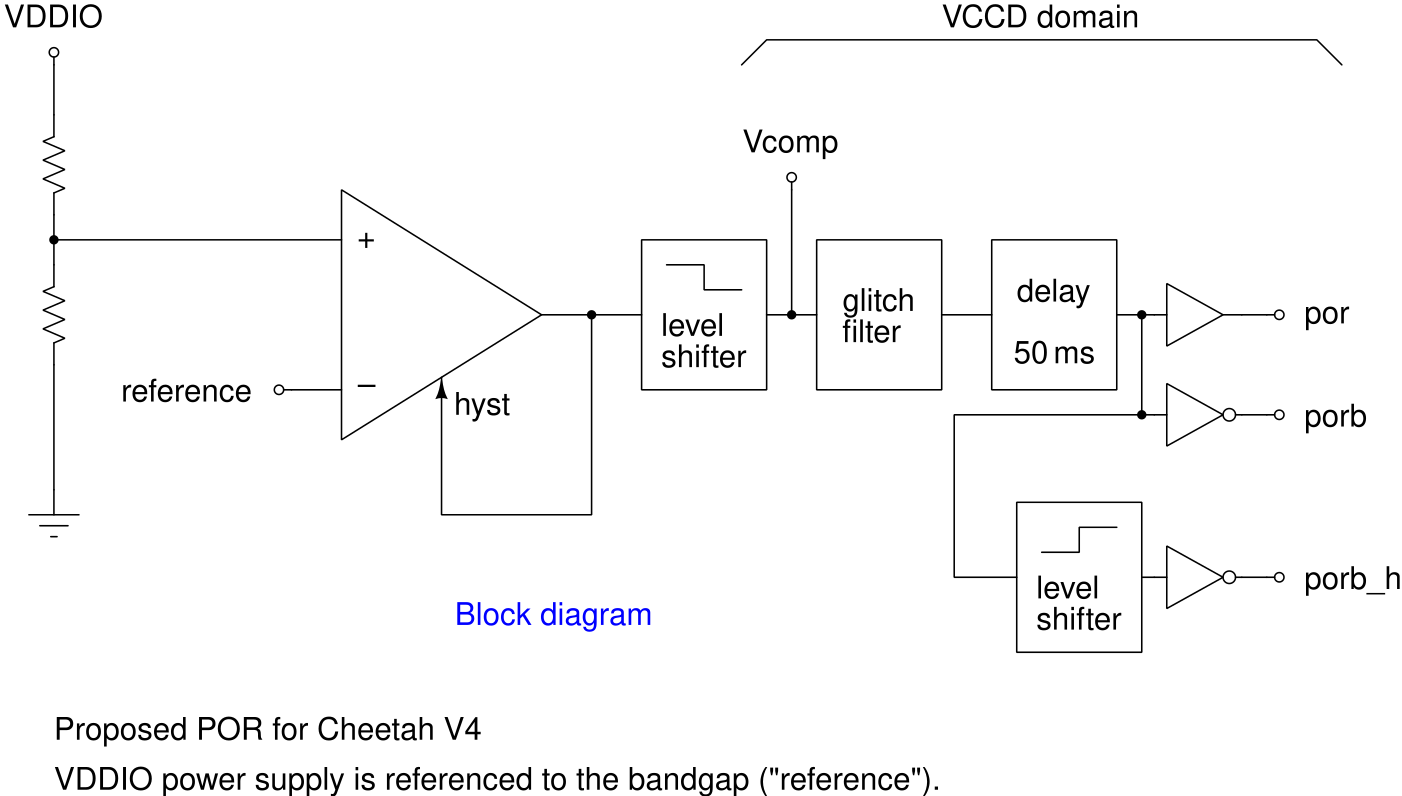 VDDIO
VCCD domain
Vcomp
+
−
reference
hyst
level
shifter
glitch
filter
delay
50 ms
por
porb
level
shifter
porb_h
Block diagram
Proposed POR for Cheetah V4
VDDIO power supply is referenced to the bandgap ("reference").